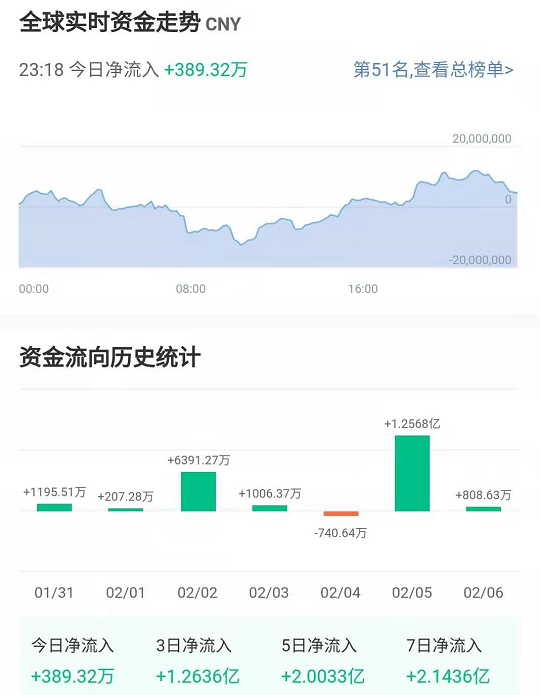 全球实时资金走势 CNY
23:18 今日净流入 +389.32万 第51名,查看总榜单>
20,000,000
0
-20,000,000
00:00 08:00 16:00
资金流向历史统计
+1.2568亿
+6391.27万
+1195.51万 +207.28万 +1006.37万 +808.63万
-740.64万
01/31 02/01 02/02 02/03 02/04 02/05 02/06
今日净流入 3日净流入 5日净流入 7日净流入
+389.32万 +1.2636亿 +2.0033亿 +2.1436亿